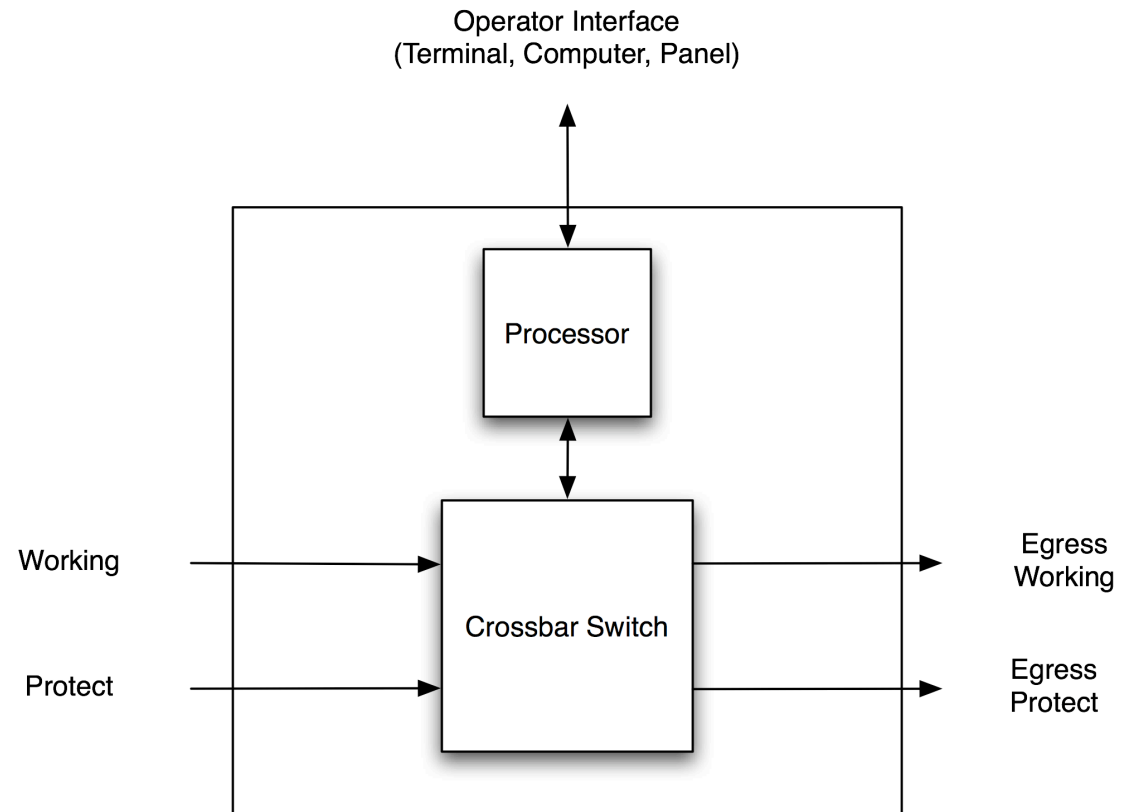 Operator Interface
(Terminal, Computer, Panel)
Processor
Working
Crossbar Switch
Egress
Working
Protect
Egress
Protect